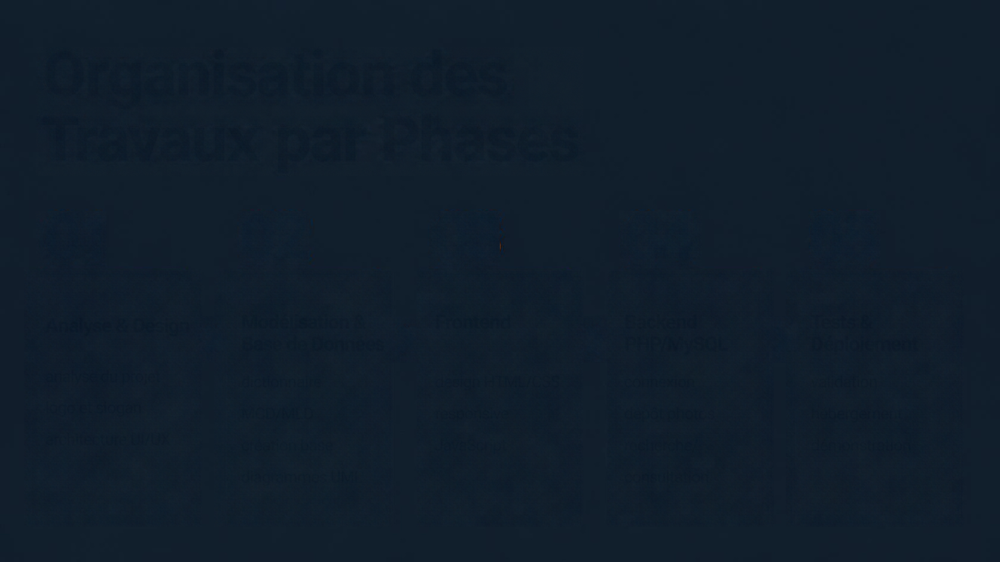 Organisation des
Travaux par Phases
Analyse & Design
analyse du projet
logo et slogan
architecture UI/UX
Modélisation &
Base de Données
dictionnaire
MCD/MLD
création base
diagrammes UML
Frontend
design HTML/CSS
responsive
JavaScript
Backend
PHP/MySQL
connexion
dépôt photos
recherche/
consultation
Tests &
Déploiement
validation
hébergement
démonstration